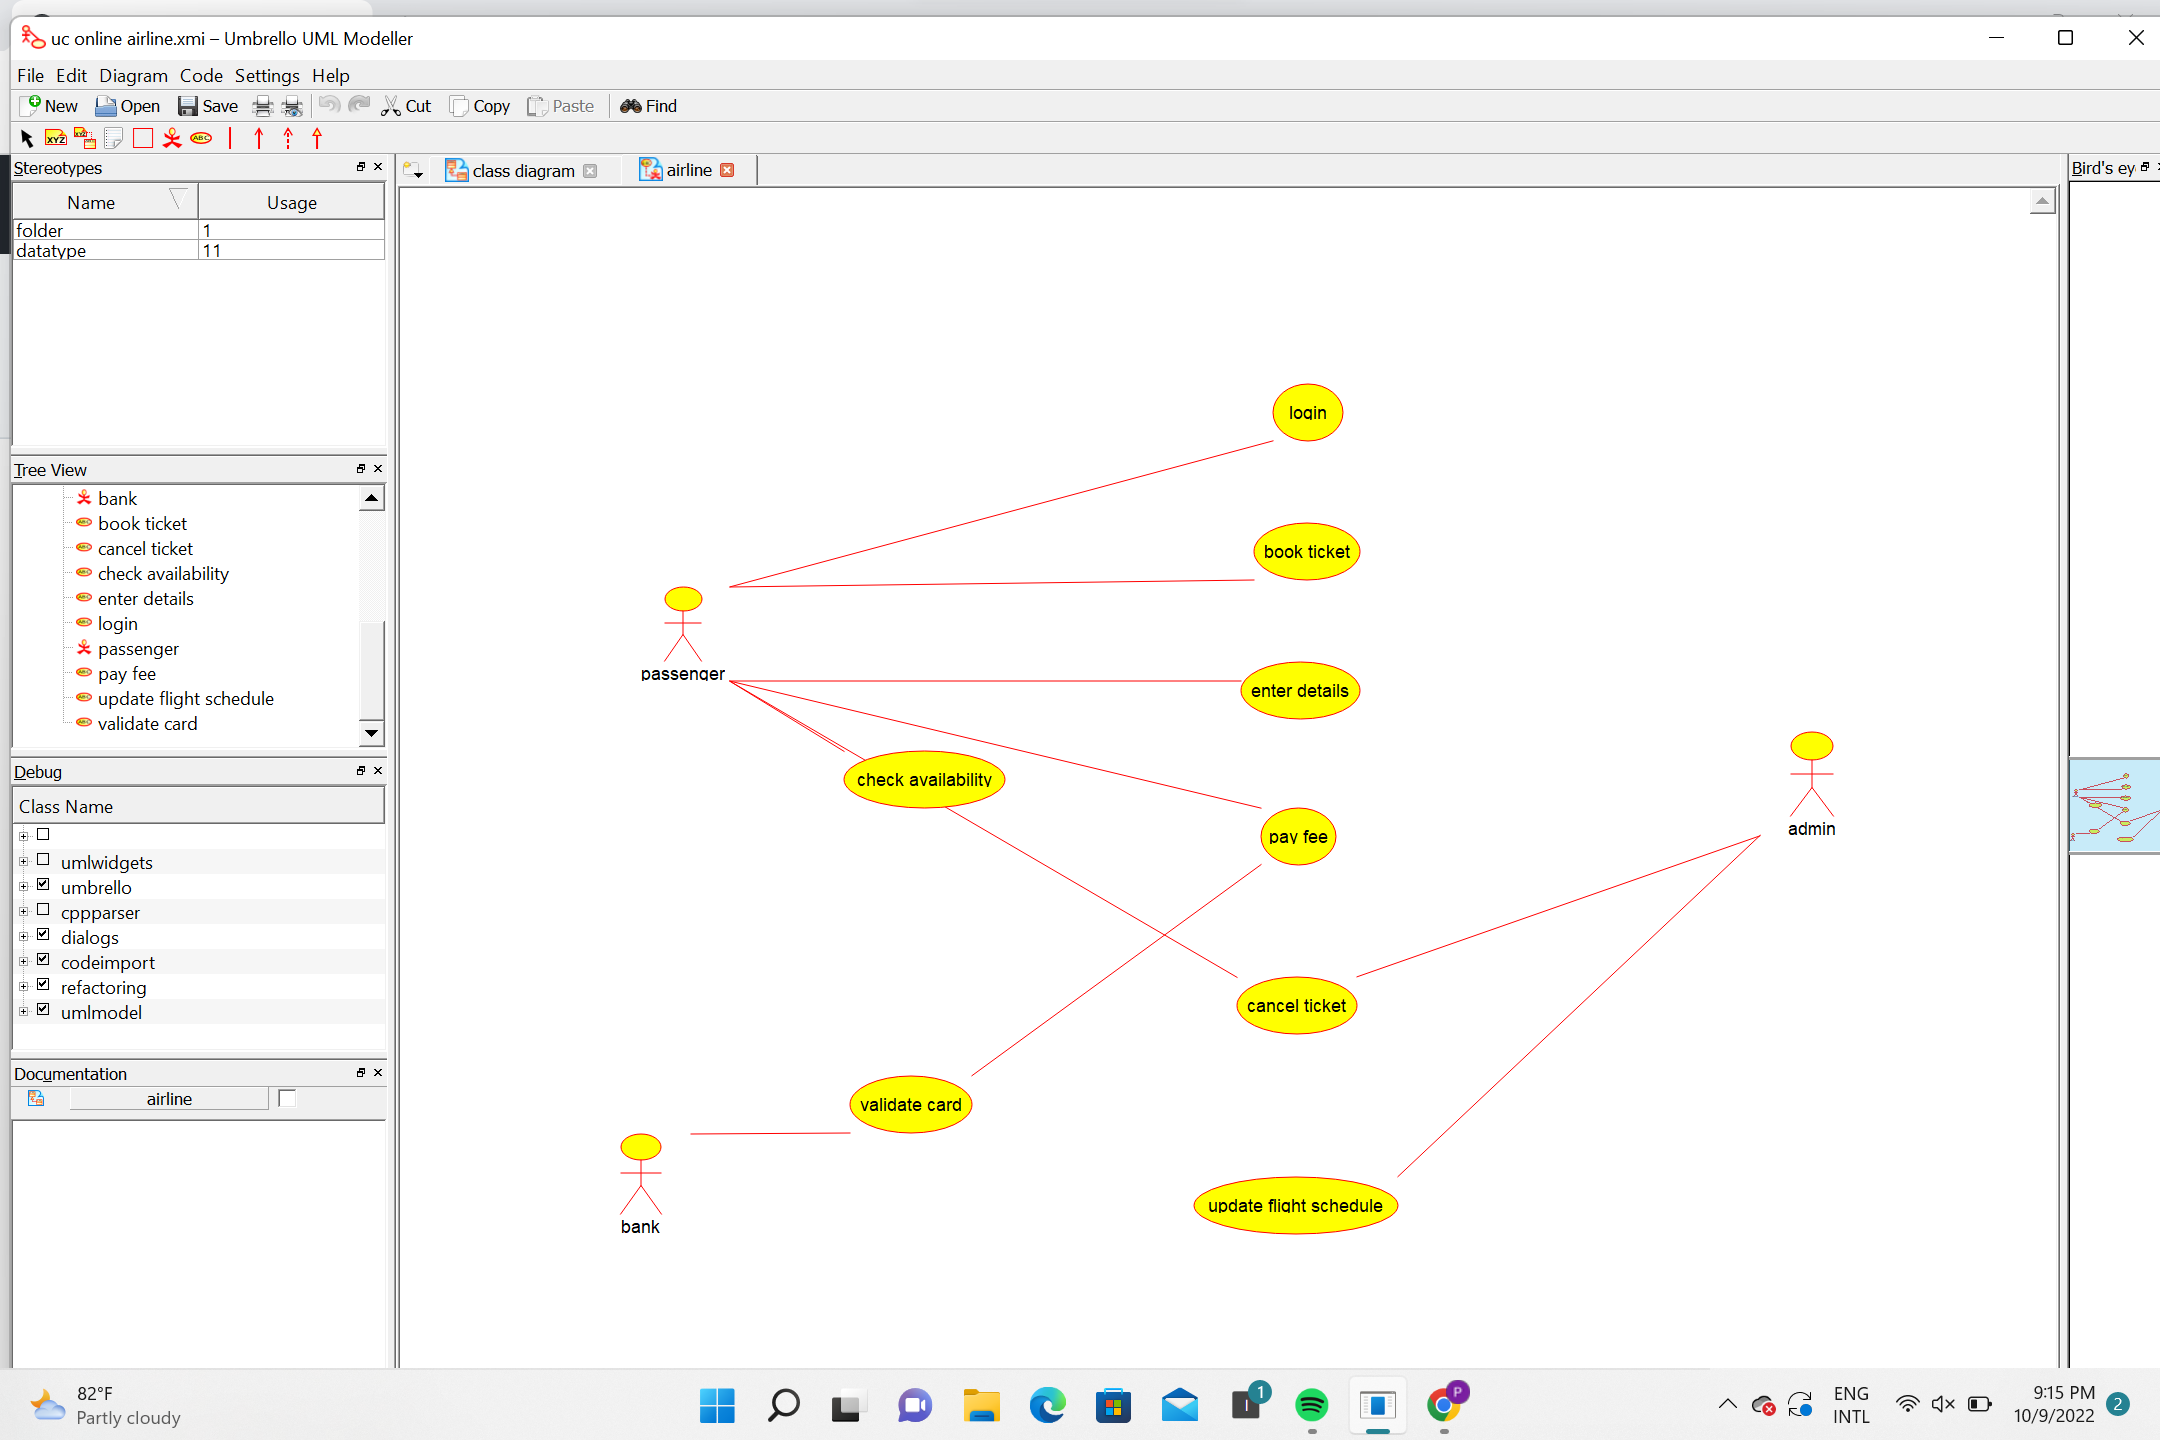 uc online airline.xmi – Umbrello UML Modeller
File Edit Diagram Code Settings Help
New Open Save Cut Copy Paste Find
XYZ XYZ ABC
Stereotypes
Name Usage
folder 1
datatype 11
Tree View
bank
book ticket
cancel ticket
check availability
enter details
login
passenger
pay fee
update flight schedule
validate card
Debug
Class Name
umlwidgets
umbrello
cppparser
dialogs
codeimport
refactoring
umlmodel
Documentation
airline
class diagram
airline
Bird's ey
login
book ticket
passenger
enter details
check availability
pay fee
admin
cancel ticket
validate card
bank
update flight schedule
82°F
Partly cloudy
1
P
ENG
INTL
9:15 PM
10/9/2022
2